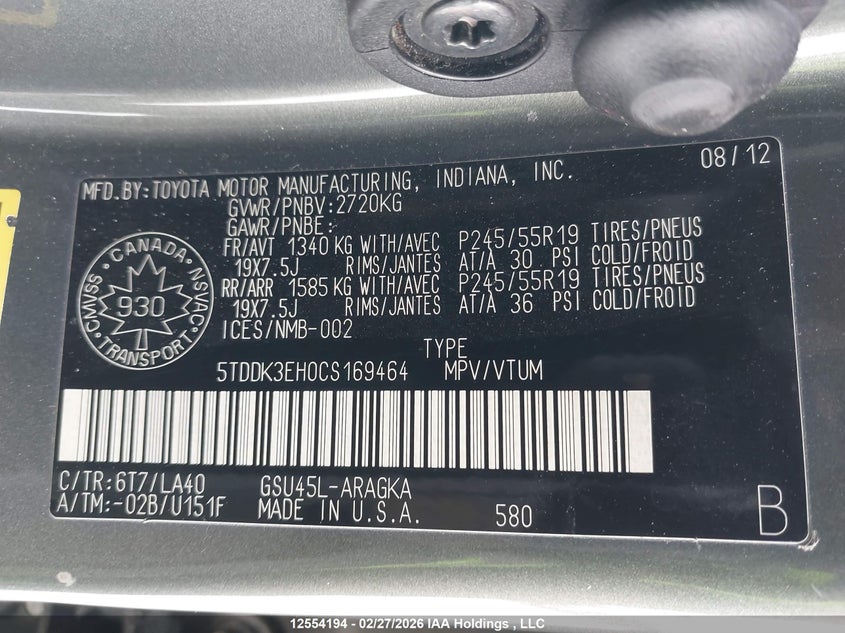 08/12
MFD.BY:TOYOTA MOTOR MANUFACTURING, INDIANA, INC.
GVWR/PNBV:2720KG
GAWR/PNBE:
FR/AVT 1340 KG WITH/AVEC P245/55R19 TIRES/PNEUS
19X7.5J RIMS/JANTES AT/A 30 PSI COLD/FROID
RR/ARR 1585 KG WITH/AVEC P245/55R19 TIRES/PNEUS
19X7.5J RIMS/JANTES AT/A 36 PSI COLD/FROID
ICES/NMB-002
CANADA
CMVSS 930 NSVAC
TRANSPORT
TYPE
5TDDK3EH0CS169464 MPV/VTUM
C/TR:6T7/LA40 GSU45L-ARAGKA
A/TM:-02B/U151F MADE IN U.S.A. 580 B
12554194 - 02/27/2026 IAA Holdings , LLC